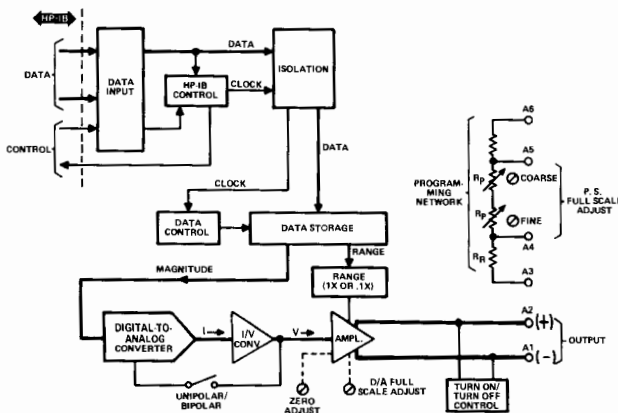 HP-IB
DATA
CONTROL
DATA
INPUT
DATA
HP-IB
CONTROL
CLOCK
ISOLATION
DATA
CLOCK
DATA
CONTROL
DATA STORAGE
RANGE
MAGNITUDE
RANGE
(1X OR .1X)
DIGITAL-TO-
ANALOG
CONVERTER
I
I/V
CONV.
V
AMPL.
UNIPOLAR/
BIPOLAR
ZERO
ADJUST
D/A FULL
SCALE ADJUST
TURN ON/
TURN OFF
CONTROL
A2
(+)
A1
(-)
OUTPUT
PROGRAM-
MING
NETWORK
A6
A5
RP
COARSE
RP
FINE
A4
RR
A3
P.S.
FULL SCALE
ADJUST